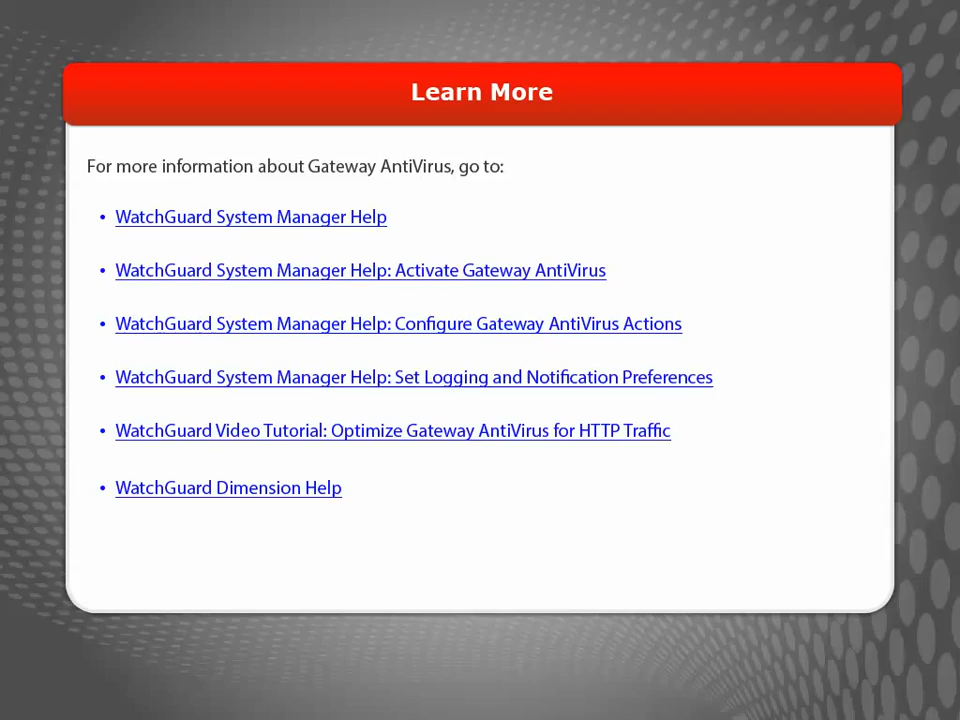 Learn More
For more information about Gateway AntiVirus, go to:
• WatchGuard System Manager Help
• WatchGuard System Manager Help: Activate Gateway AntiVirus
• WatchGuard System Manager Help: Configure Gateway AntiVirus Actions
• WatchGuard System Manager Help: Set Logging and Notification Preferences
• WatchGuard Video Tutorial: Optimize Gateway AntiVirus for HTTP Traffic
• WatchGuard Dimension Help